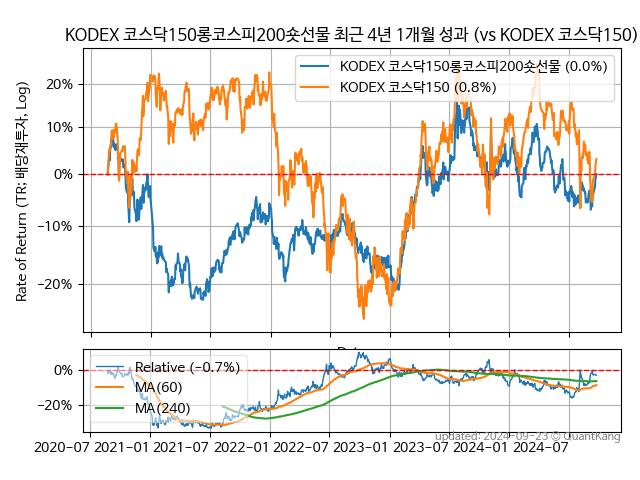 KODEX 코스닥150롱코스피200숏선물 최근 4년 1개월 성과 (vs KODEX 코스닥150)
KODEX 코스닥150롱코스피200숏선물 (0.0%)
KODEX 코스닥150 (0.8%)
Rate of Return (TR: 배당재투자, Log)
20%
10%
0%
−10%
−20%
Relative (−0.7%)
MA(60)
MA(240)
0%
−20%
updated: 2024-09-23 © QuantKang
2020−07 2021−01 2021−07 2022−01 2022−07 2023−01 2023−07 2024−01 2024−07